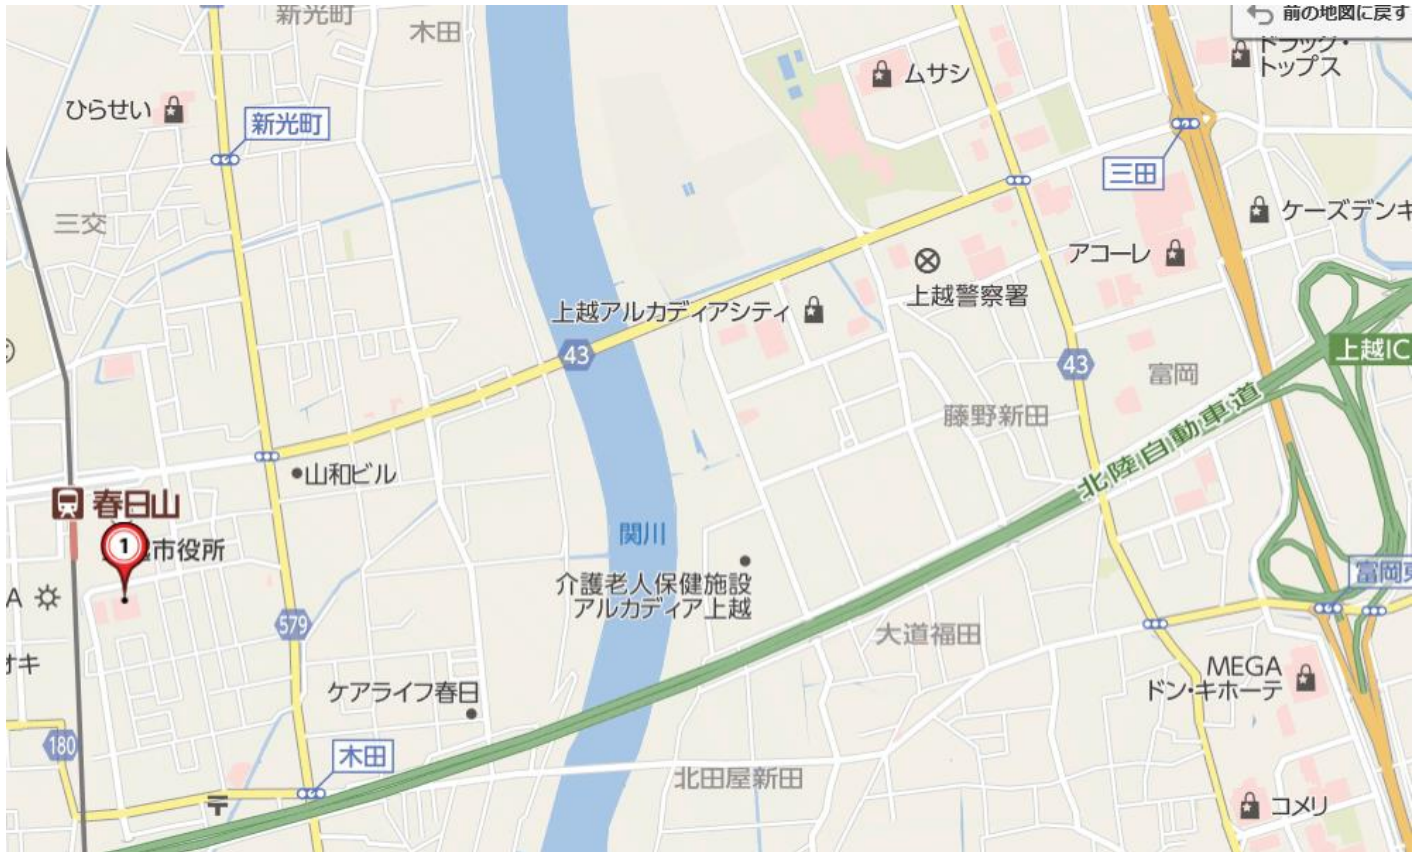 新光町
木田
前の地図に戻す
ドラッグ・
トップス
ムサシ
ひらせい
新光町
三田
三交
ケーズデンキ
アコーレ
上越警察署
上越アルカディアシティ
43
上越IC
43
富岡
藤野新田
北陸自動車道
山和ビル
春日山
1
市役所
関川
介護老人保健施設
アルカディア上越
富岡東
A
579
大道福田
オキ
MEGA
ドン・キホーテ
ケアライフ春日
180
木田
北田屋新田
コメリ